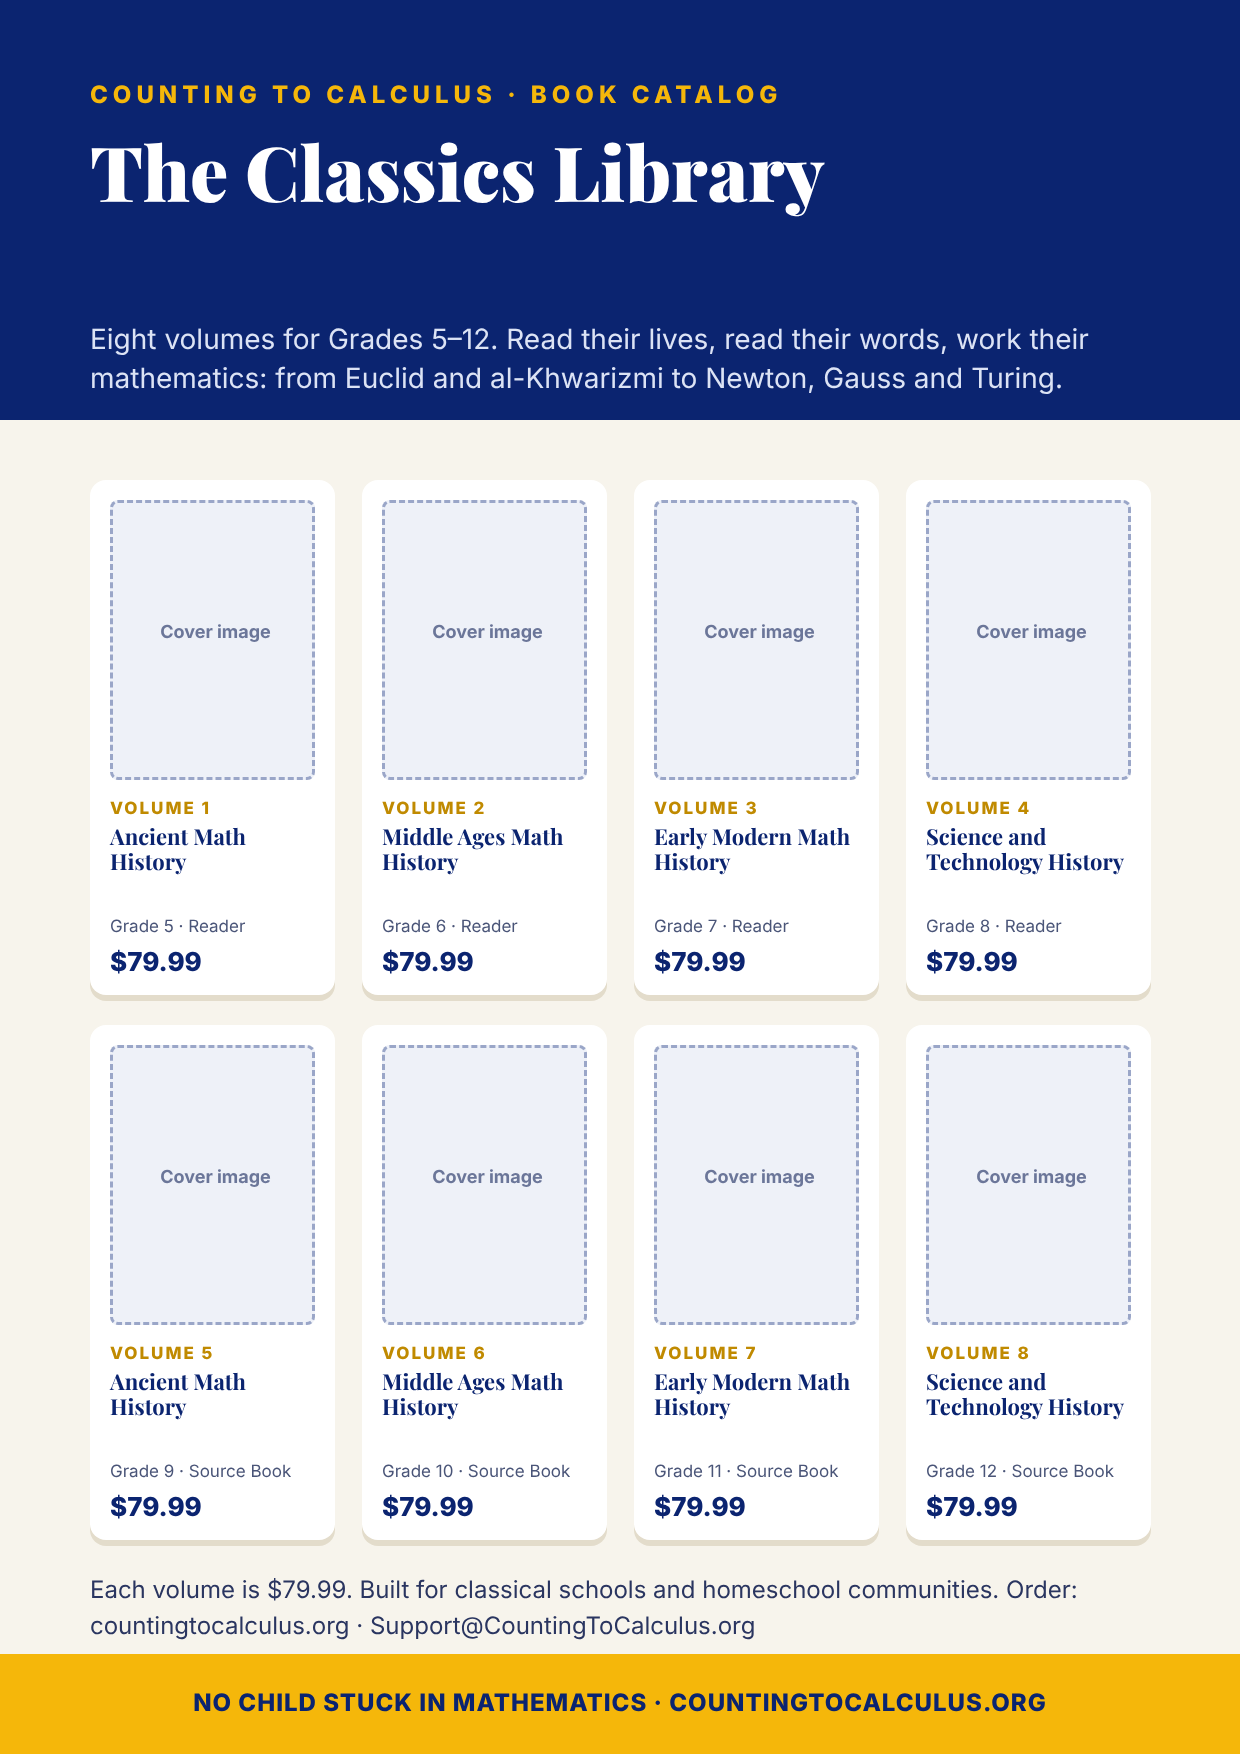 COUNTING TO CALCULUS · BOOK CATALOG
The Classics Library
Eight volumes for Grades 5–12. Read their lives, read their words, work their
mathematics: from Euclid and al-Khwarizmi to Newton, Gauss and Turing.
Cover image
VOLUME 1
Ancient Math
History
Grade 5 · Reader
$79.99
Cover image
VOLUME 2
Middle Ages Math
History
Grade 6 · Reader
$79.99
Cover image
VOLUME 3
Early Modern Math
History
Grade 7 · Reader
$79.99
Cover image
VOLUME 4
Science and
Technology History
Grade 8 · Reader
$79.99
Cover image
VOLUME 5
Ancient Math
History
Grade 9 · Source Book
$79.99
Cover image
VOLUME 6
Middle Ages Math
History
Grade 10 · Source Book
$79.99
Cover image
VOLUME 7
Early Modern Math
History
Grade 11 · Source Book
$79.99
Cover image
VOLUME 8
Science and
Technology History
Grade 12 · Source Book
$79.99
Each volume is $79.99. Built for classical schools and homeschool communities. Order:
countingtocalculus.org · Support@CountingToCalculus.org
NO CHILD STUCK IN MATHEMATICS · COUNTINGTOCALCULUS.ORG